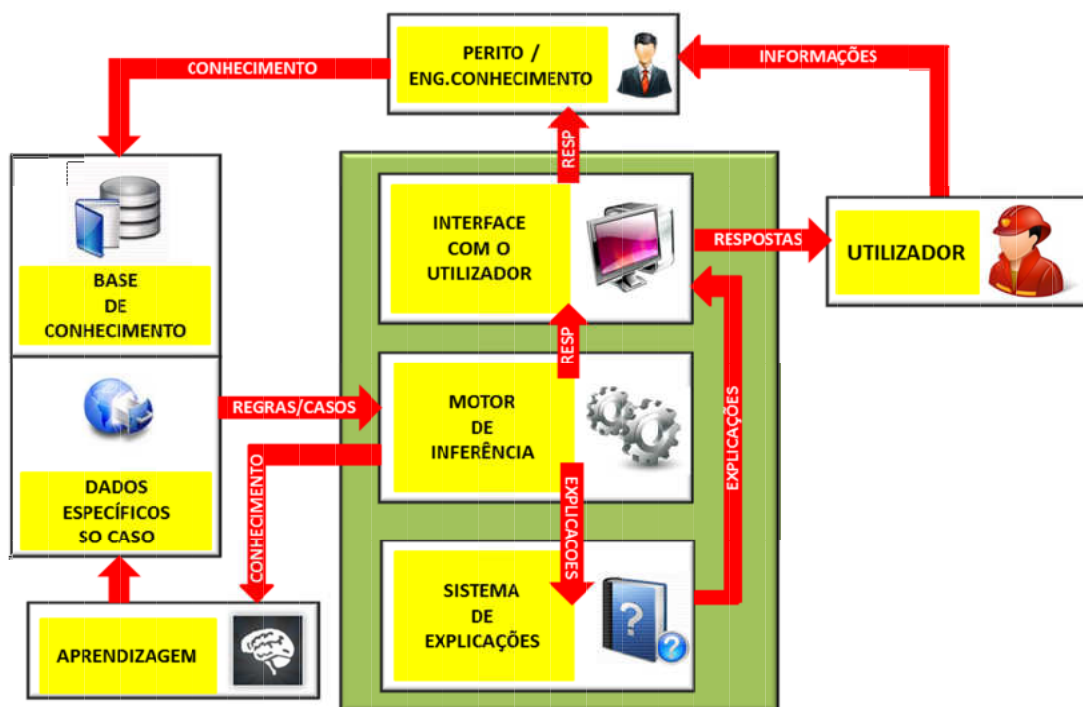 PERITO /
ENG.CONHECIMENTO
CONHECIMENTO
INFORMAÇÕES
RESP
BASE
DE
CONHECIMENTO
INTERFACE
COM O
UTILIZADOR
RESPOSTAS
UTILIZADOR
RESP
DADOS
ESPECÍFICOS
SO CASO
REGRAS/CASOS
MOTOR
DE
INFERÊNCIA
EXPLICAÇÕES
CONHECIMENTO
EXPLICACOES
APRENDIZAGEM
SISTEMA
DE
EXPLICAÇÕES
?
?